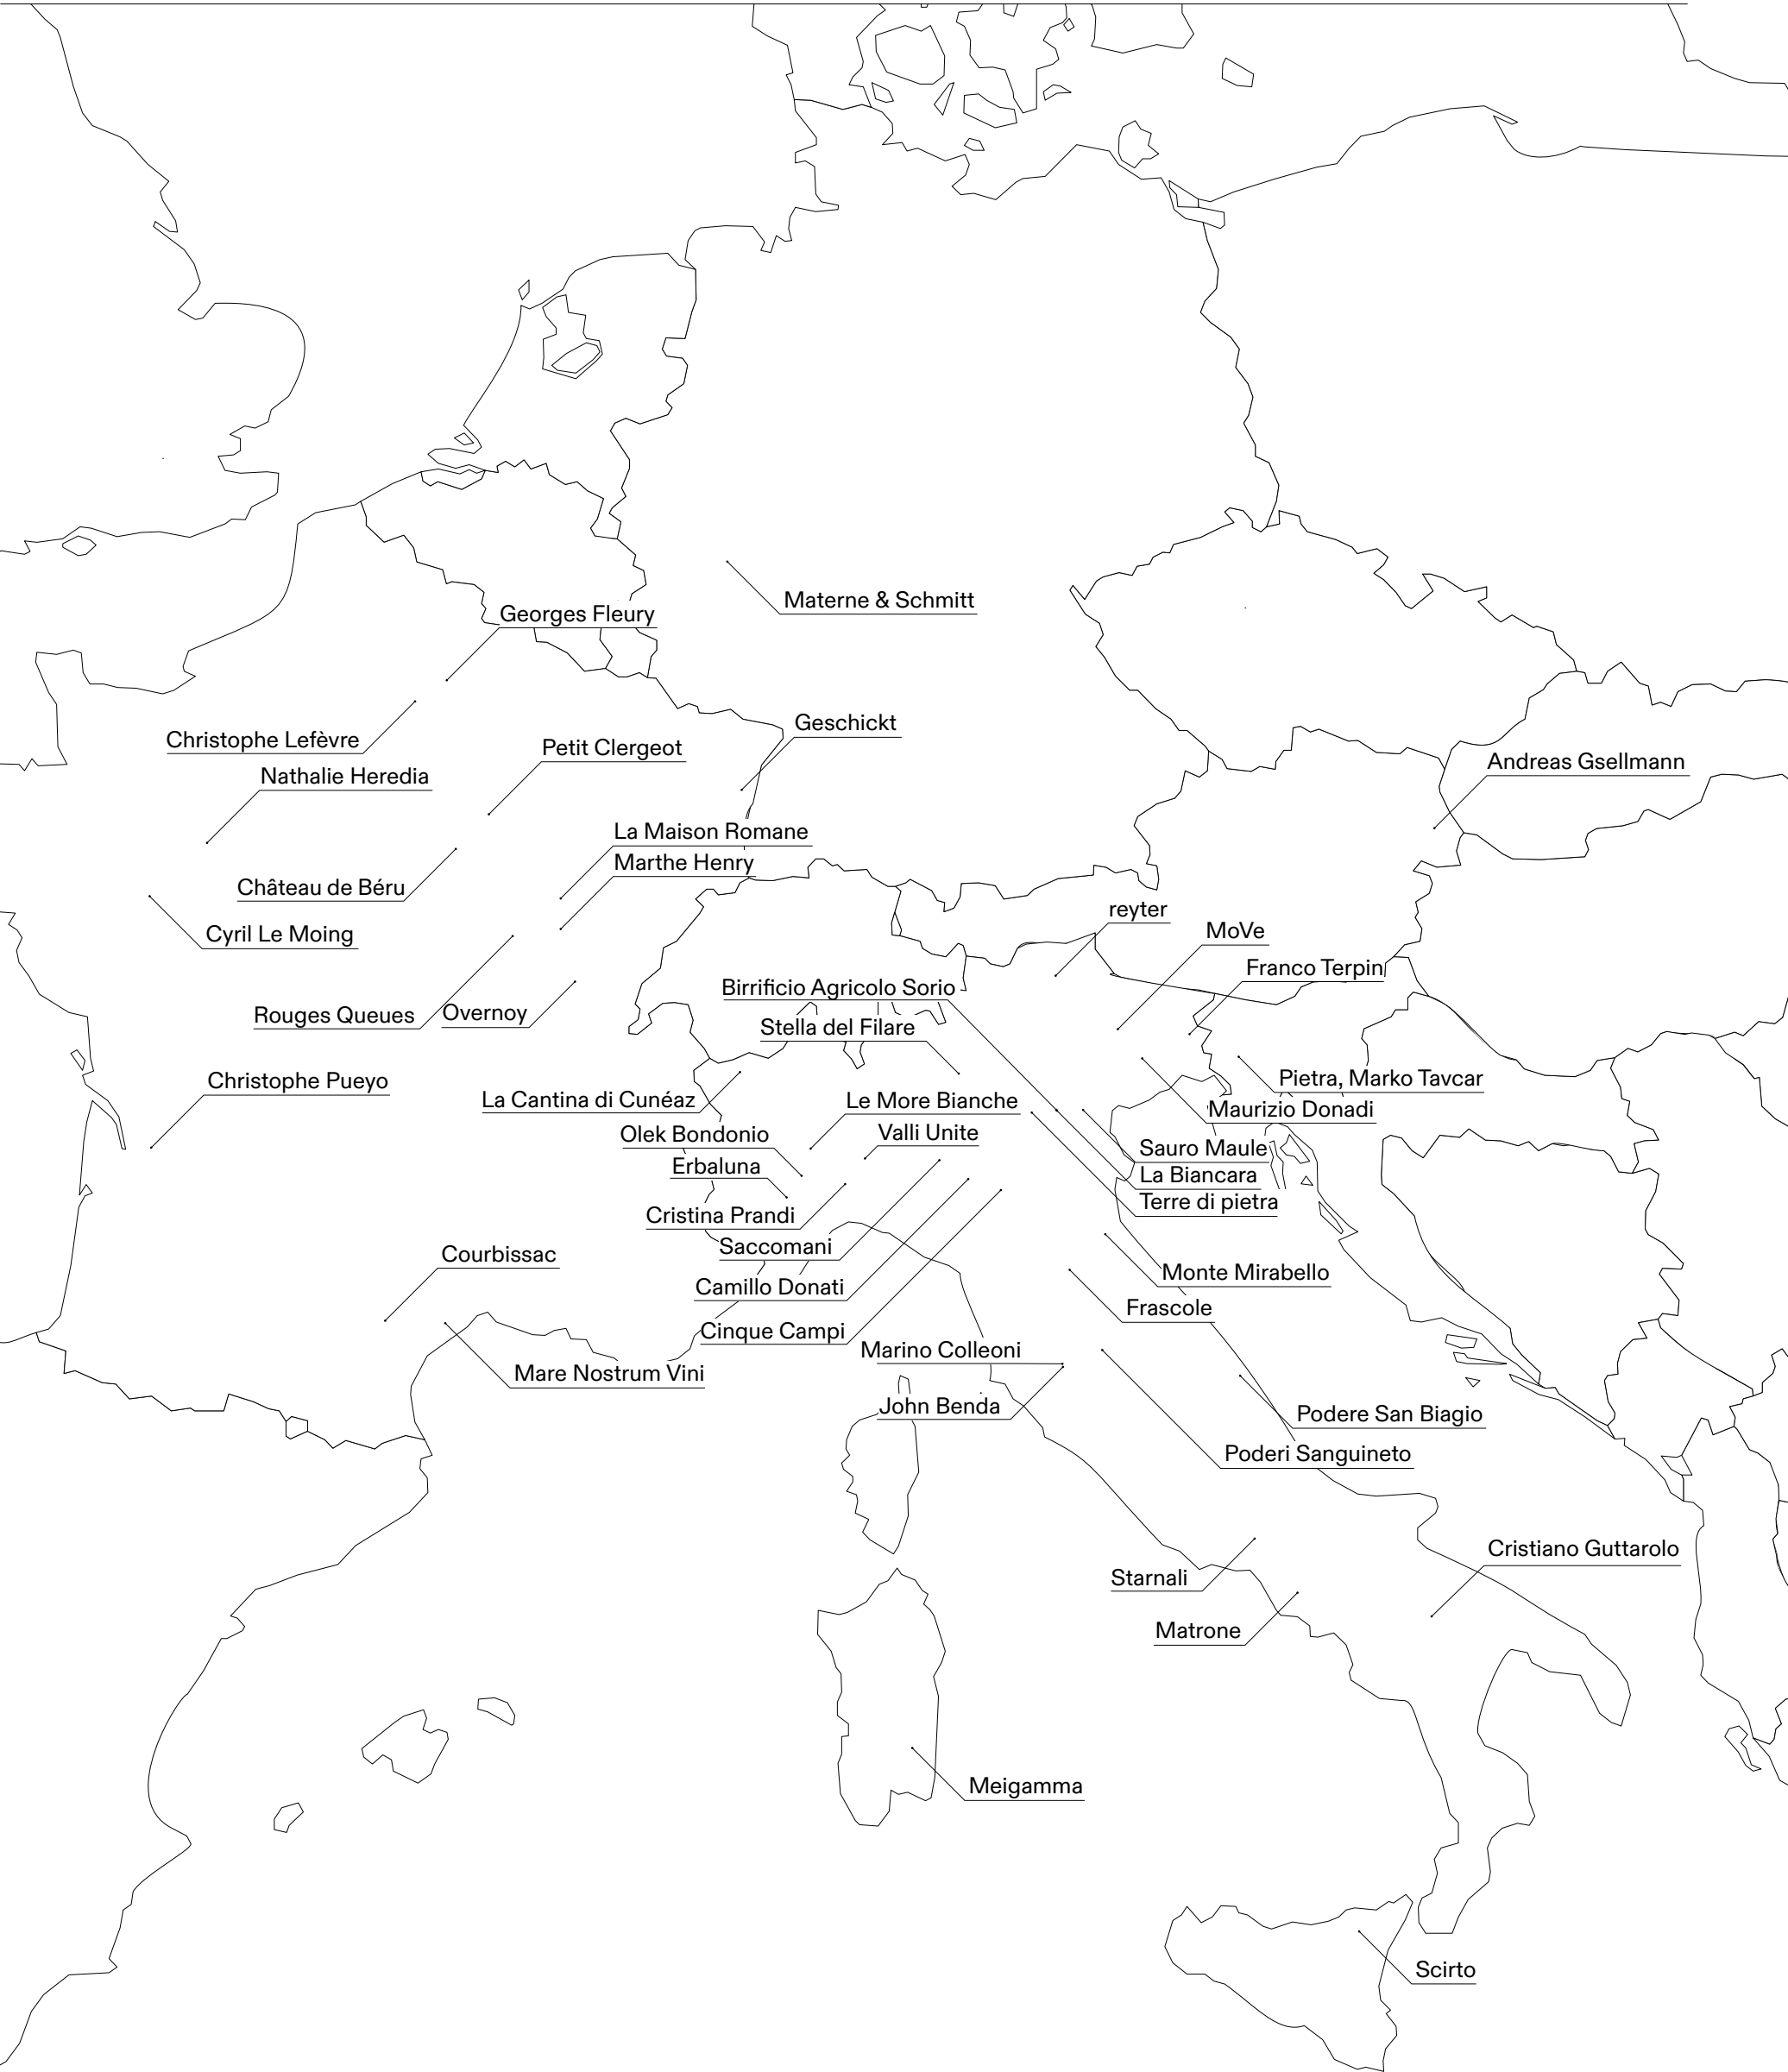 Materne & Schmitt
Georges Fleury
Geschickt
Christophe Lefèvre
Petit Clergeot
Andreas Gsellmann
Nathalie Heredia
La Maison Romane
Marthe Henry
Château de Béru
reyter
Cyril Le Moing
MoVe
Franco Terpin
Birrificio Agricolo Sorio
Rouges Queues
Overnoy
Stella del Filare
Pietra, Marko Tavcar
Christophe Pueyo
La Cantina di Cunéaz
Le More Bianche
Maurizio Donadi
Olek Bondonio
Valli Unite
Sauro Maule
Erbaluna
La Biancara
Terre di pietra
Cristina Prandi
Saccomani
Courbissac
Monte Mirabello
Camillo Donati
Frascole
Cinque Campi
Marino Colleoni
Mare Nostrum Vini
John Benda
Podere San Biagio
Poderi Sanguineto
Cristiano Guttarolo
Starnali
Matrone
Meigamma
Scirto